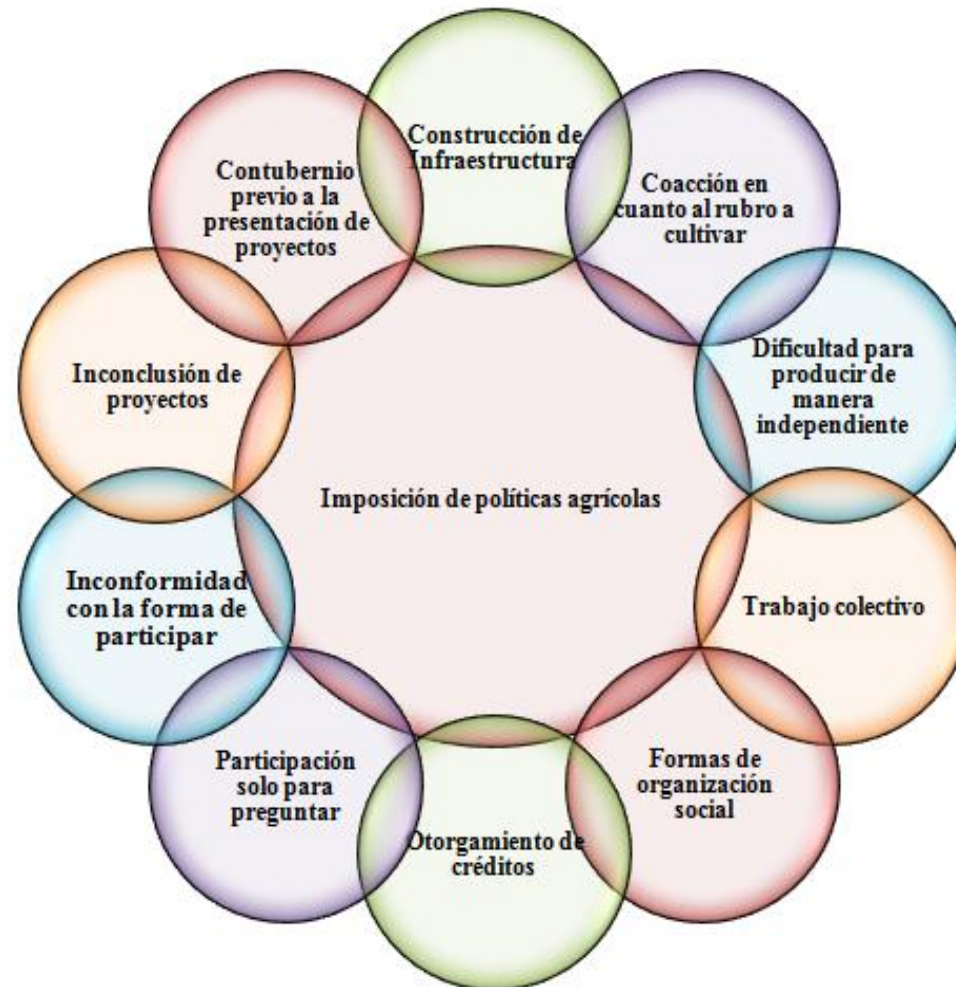 Construcción de
Infraestructura
Coacción en
cuanto al rubro a
cultivar
Dificultad para
producir de
manera
independiente
Trabajo colectivo
Formas de
organización
social
Otorgamiento de
créditos
Participación
solo para
preguntar
Inconformidad
con la forma de
participar
Inconclusión de
proyectos
Contubernio
previo a la
presentación de
proyectos
Imposición de políticas agrícolas